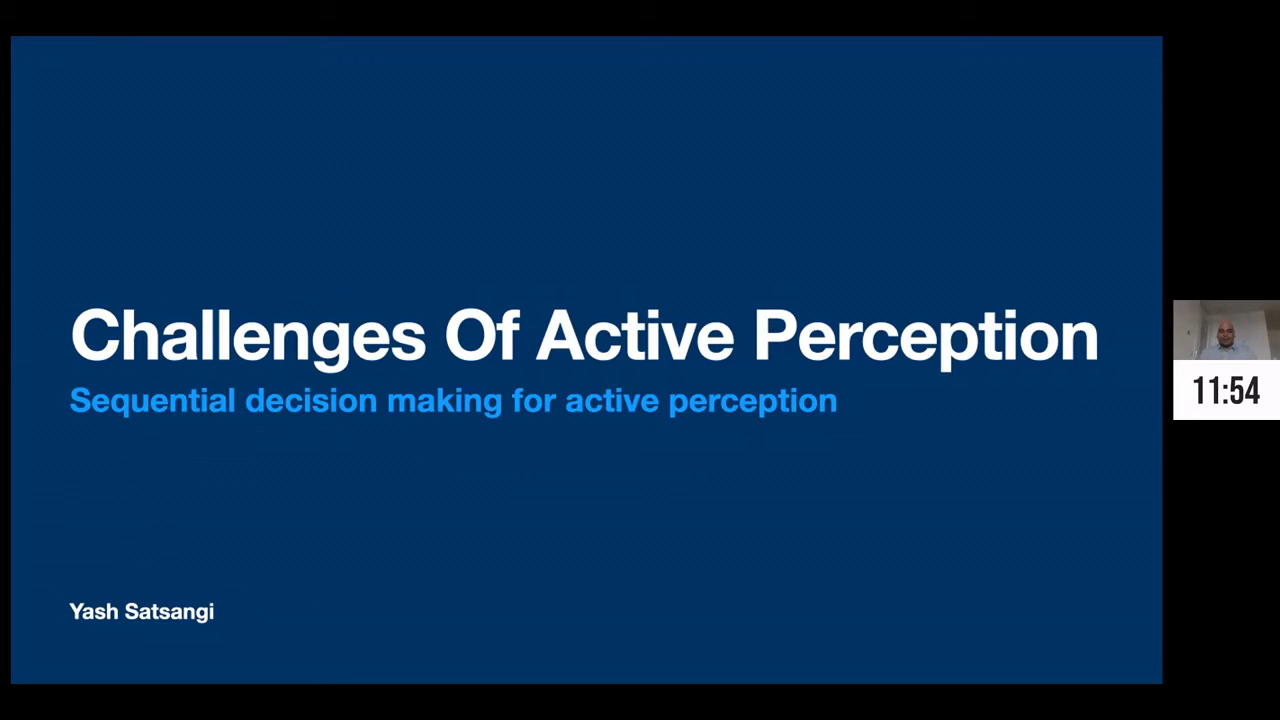 Challenges Of Active Perception
Sequential decision making for active perception
11:54
Yash Satsangi